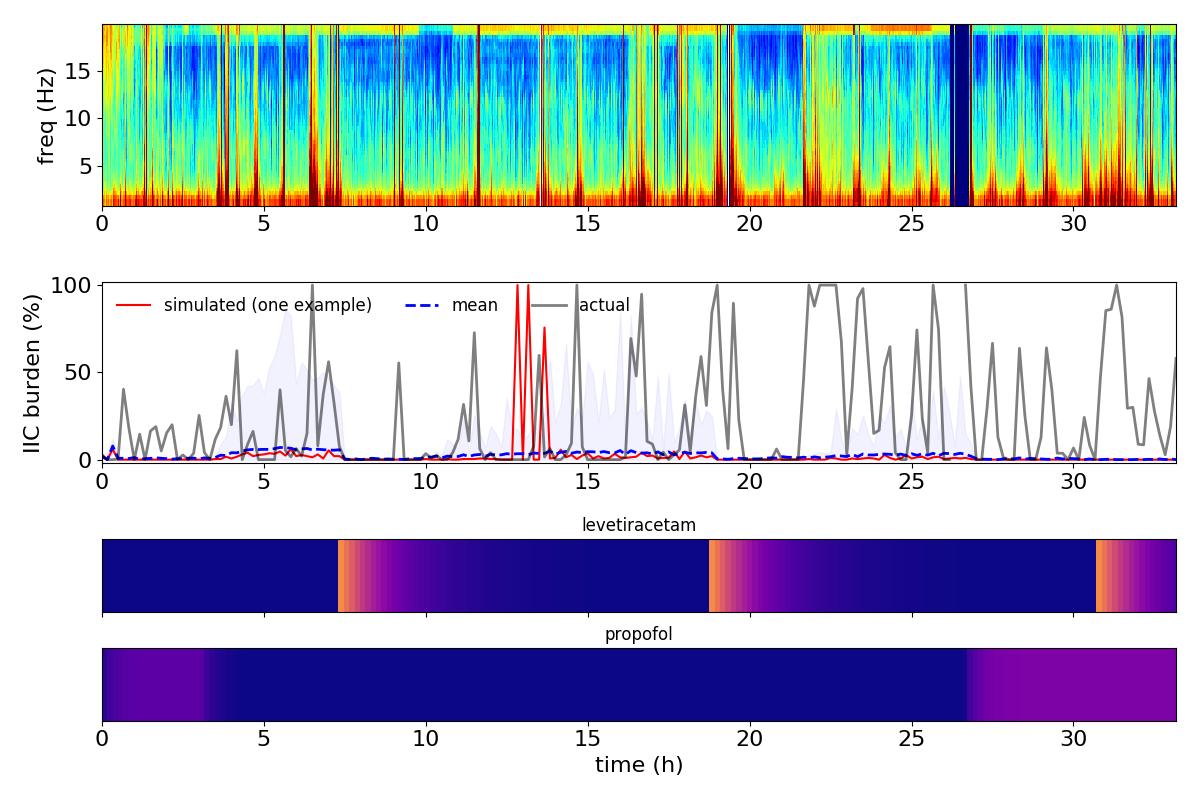 freq (Hz)
15
10
5
0 5 10 15 20 25 30
IIC burden (%)
100
50
0
simulated (one example) mean actual
0 5 10 15 20 25 30
levetiracetam
propofol
0 5 10 15 20 25 30
time (h)